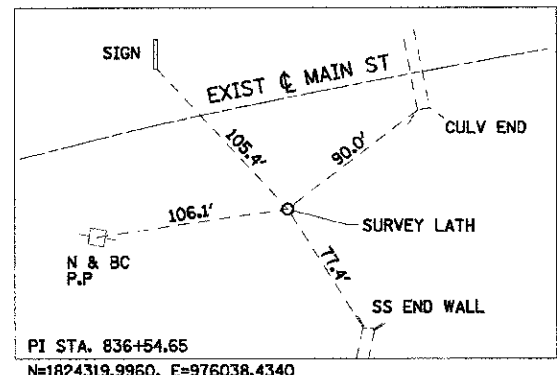 SIGN
EXIST ℄ MAIN ST
CULV END
105.4'
90.0'
106.1'
SURVEY LATH
N & BC
P.P
77.4'
SS END WALL
PI STA. 836+54.65
N=1824319.9960, E=976038.4340